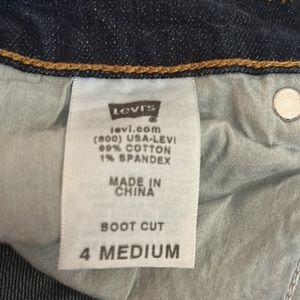 Levi's
levi.com
(800) USA-LEVI
99% COTTON
1% SPANDEX
MADE IN
CHINA
BOOT CUT
4 MEDIUM